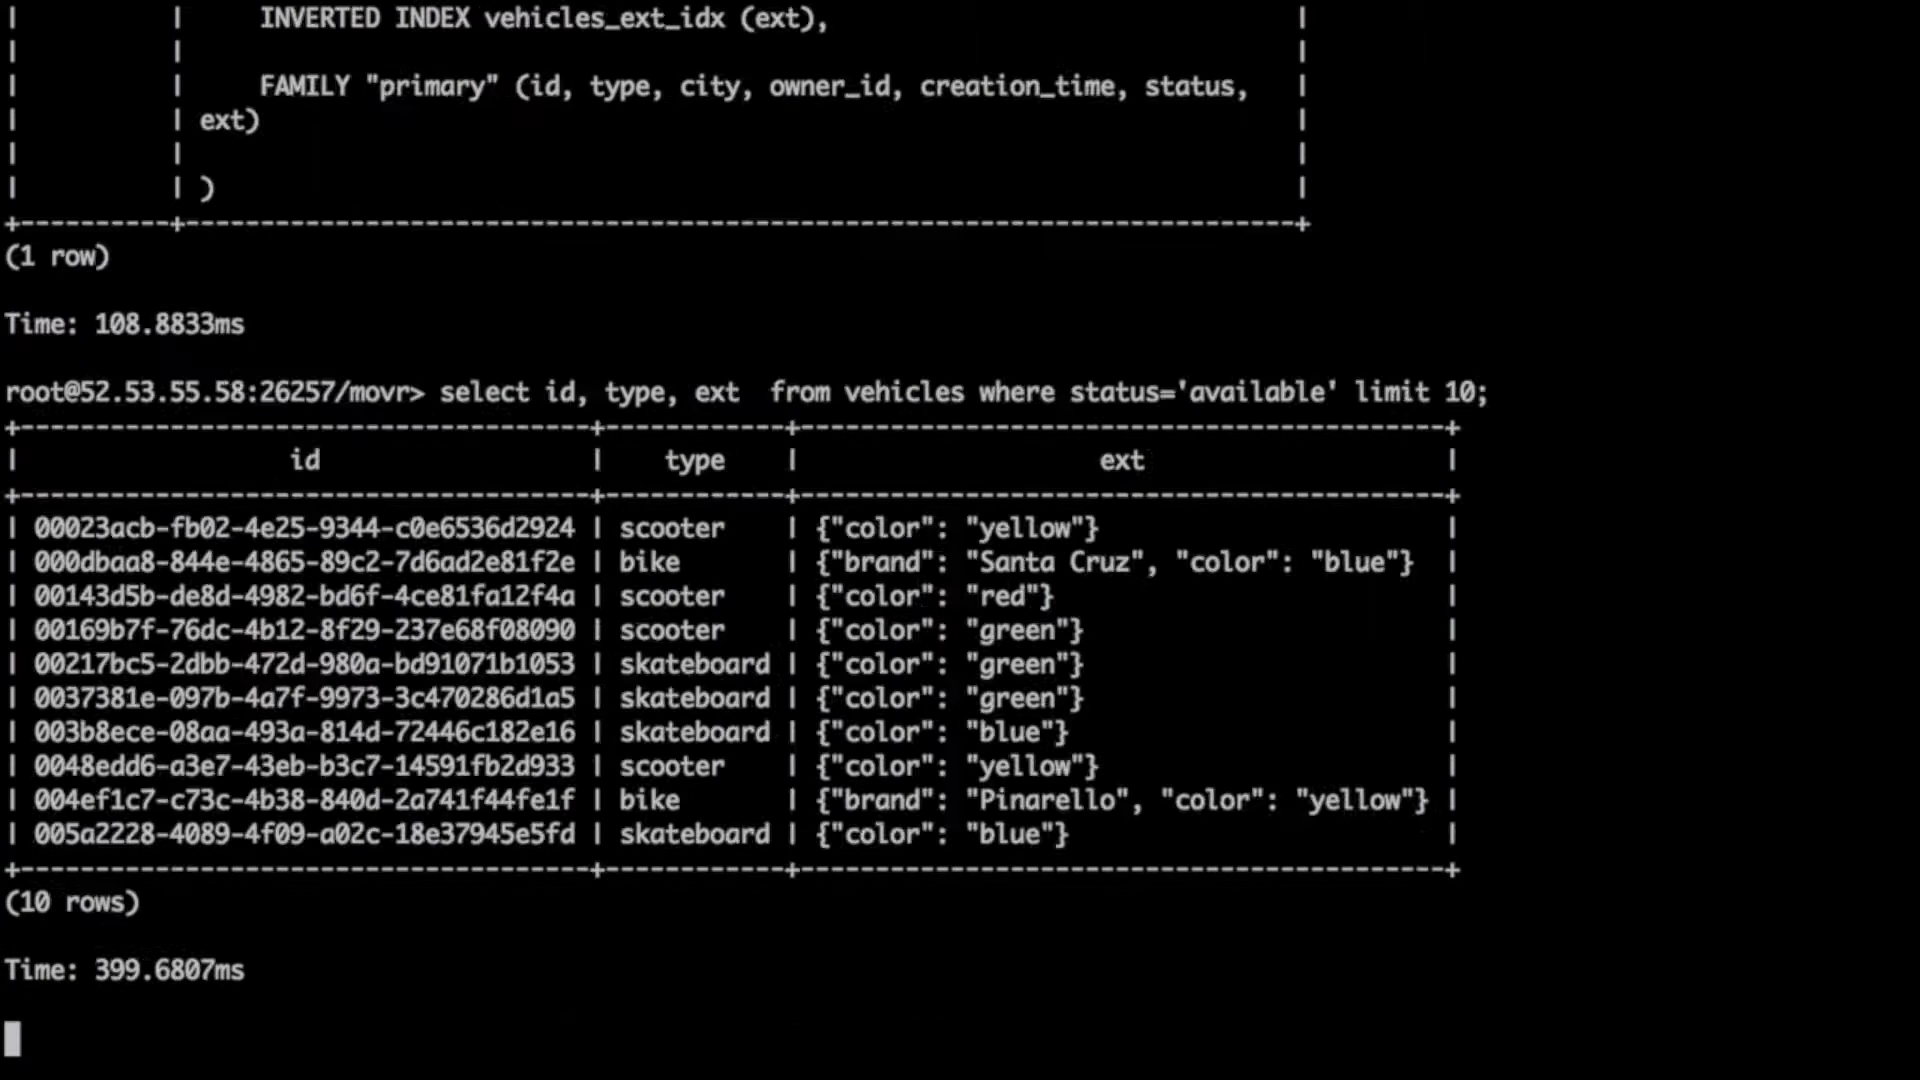 |          |     INVERTED INDEX vehicles_ext_idx (ext),                               |
|          |                                                                          |
|          |     FAMILY "primary" (id, type, city, owner_id, creation_time, status,   |
|          | ext)                                                                     |
|          |                                                                          |
|          | )                                                                        |
+----------+--------------------------------------------------------------------------+
(1 row)
Time: 108.8833ms
root@52.53.55.58:26257/movr> select id, type, ext  from vehicles where status='available' limit 10;
+--------------------------------------+------------+-------------------------------------------+
|                  id                  |    type    |                    ext                    |
+--------------------------------------+------------+-------------------------------------------+
| 00023acb-fb02-4e25-9344-c0e6536d2924 | scooter    | {"color": "yellow"}                       |
| 000dbaa8-844e-4865-89c2-7d6ad2e81f2e | bike       | {"brand": "Santa Cruz", "color": "blue"}  |
| 00143d5b-de8d-4982-bd6f-4ce81fa12f4a | scooter    | {"color": "red"}                          |
| 00169b7f-76dc-4b12-8f29-237e68f08090 | scooter    | {"color": "green"}                        |
| 00217bc5-2dbb-472d-980a-bd91071b1053 | skateboard | {"color": "green"}                        |
| 0037381e-097b-4a7f-9973-3c470286d1a5 | skateboard | {"color": "green"}                        |
| 003b8ece-08aa-493a-814d-72446c182e16 | skateboard | {"color": "blue"}                         |
| 0048edd6-a3e7-43eb-b3c7-14591fb2d933 | scooter    | {"color": "yellow"}                       |
| 004ef1c7-c73c-4b38-840d-2a741f44fe1f | bike       | {"brand": "Pinarello", "color": "yellow"} |
| 005a2228-4089-4f09-a02c-18e37945e5fd | skateboard | {"color": "blue"}                         |
+--------------------------------------+------------+-------------------------------------------+
(10 rows)
Time: 399.6807ms